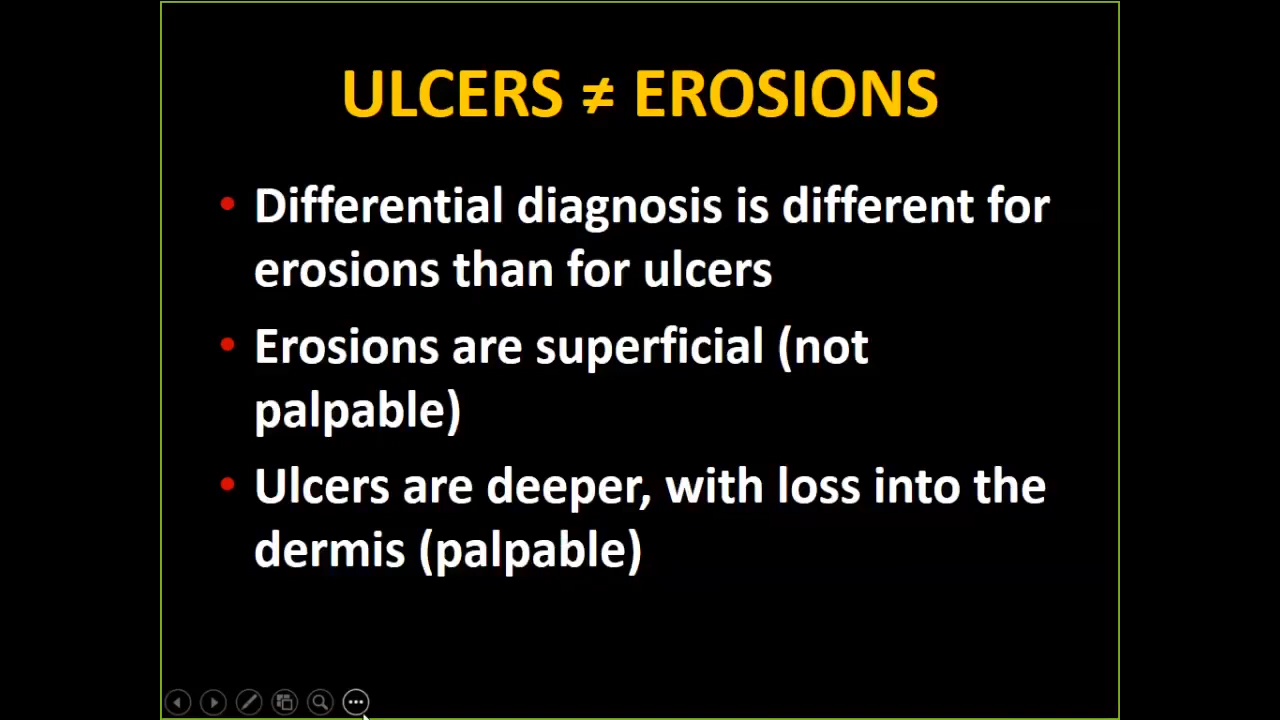 ULCERS ≠ EROSIONS
• Differential diagnosis is different for
erosions than for ulcers
• Erosions are superficial (not
palpable)
• Ulcers are deeper, with loss into the
dermis (palpable)